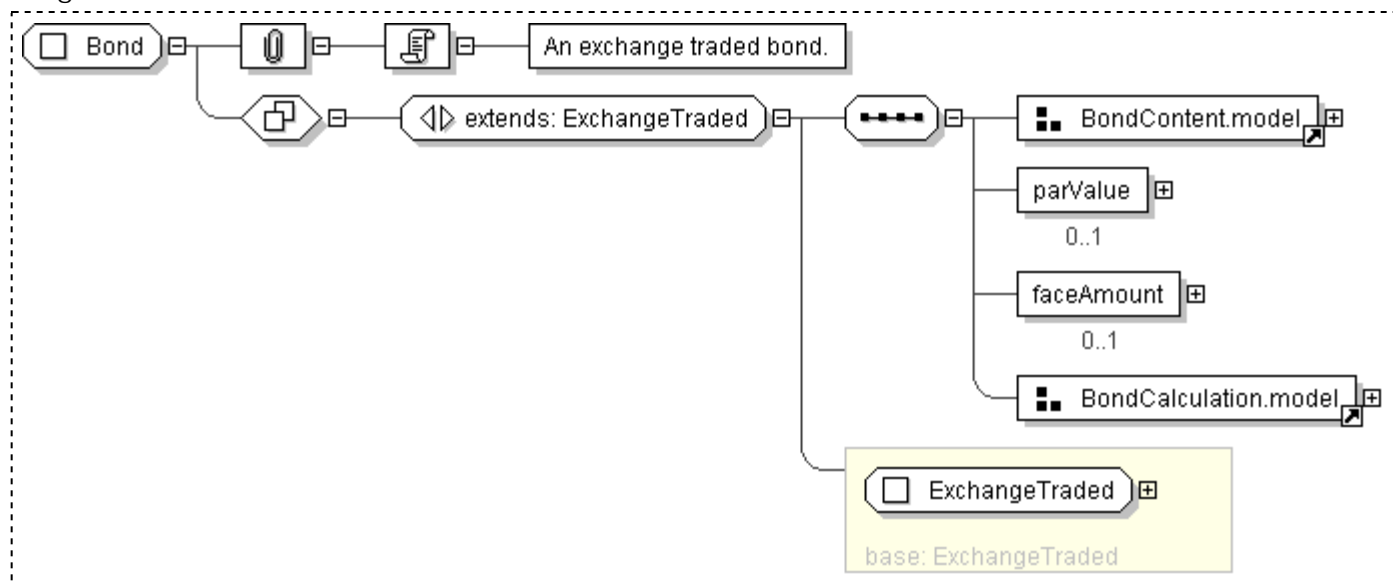 Bond
An exchange traded bond.
extends: ExchangeTraded
BondContent.model
parValue
0..1
faceAmount
0..1
BondCalculation.model
ExchangeTraded
base: ExchangeTraded